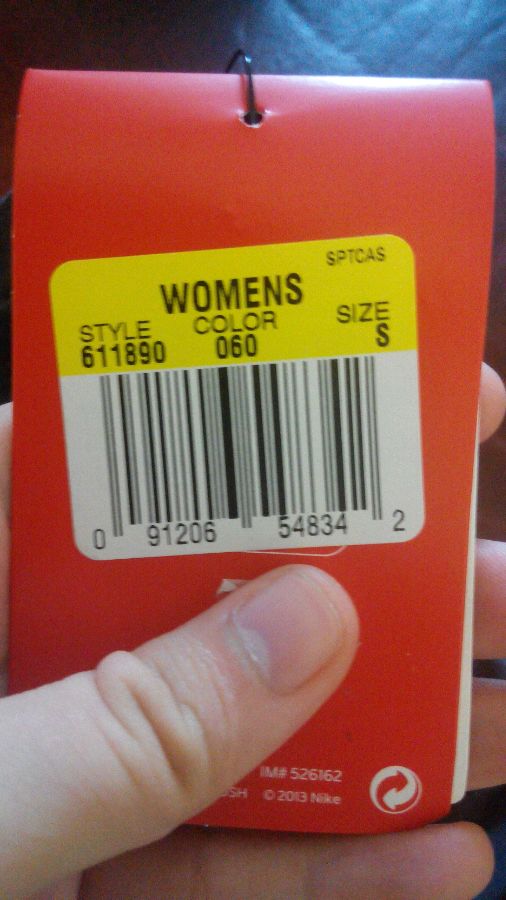 SPTCAS
WOMENS
STYLE COLOR SIZE
611890 060 S
0 91206 54834 2
IM# 526162
© 2013 Nike